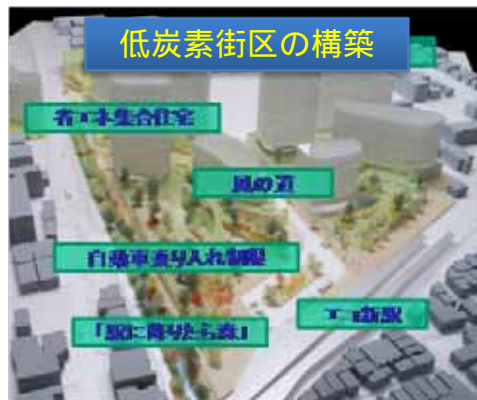 低炭素街区の構築
省エネ集合住宅
風の道
自動車乗り入れ制限
「駅に降りたら森」